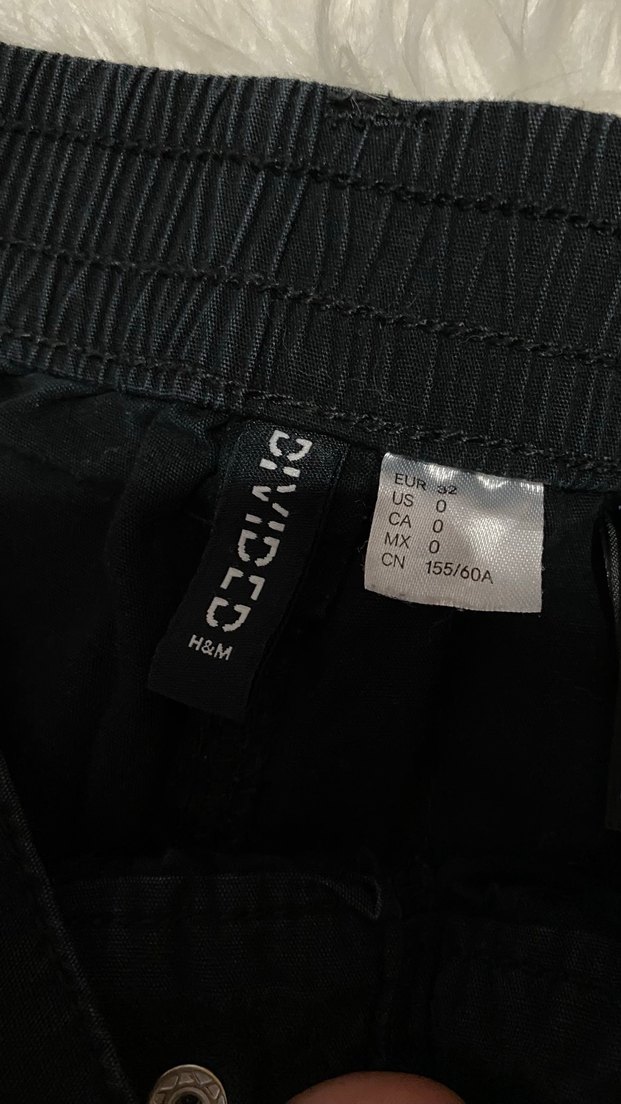 DIVIDED
H&M
EUR 32
US 0
CA 0
MX 0
CN 155/60A